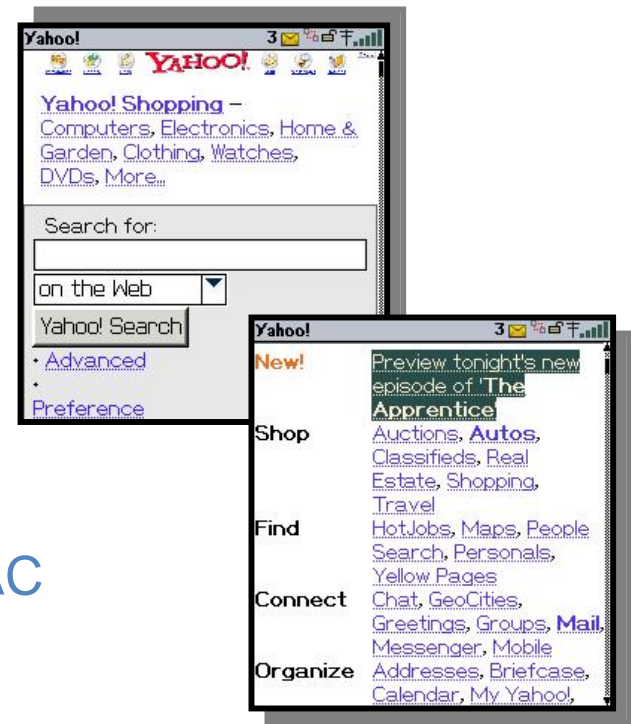 Yahoo! 3
YAHOO!
Yahoo! Shopping –
Computers, Electronics, Home &
Garden, Clothing, Watches,
DVDs, More...
Search for:
on the Web
Yahoo! Search
• Advanced
•
Preference
Yahoo! 3
New! Preview tonight's new
episode of 'The
Apprentice'
Shop Auctions, Autos,
Classifieds, Real
Estate, Shopping,
Travel
Find HotJobs, Maps, People
Search, Personals,
Yellow Pages
Connect Chat, GeoCities,
Greetings, Groups, Mail,
Messenger, Mobile
Organize Addresses, Briefcase,
Calendar, My Yahoo!,
AC